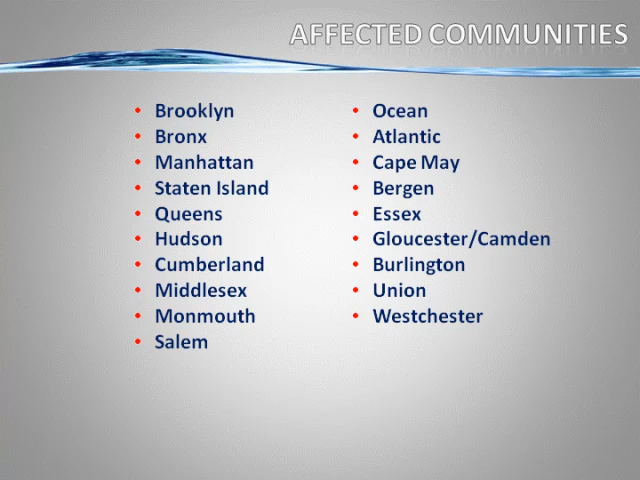 AFFECTED COMMUNITIES
• Brooklyn
• Bronx
• Manhattan
• Staten Island
• Queens
• Hudson
• Cumberland
• Middlesex
• Monmouth
• Salem
• Ocean
• Atlantic
• Cape May
• Bergen
• Essex
• Gloucester/Camden
• Burlington
• Union
• Westchester